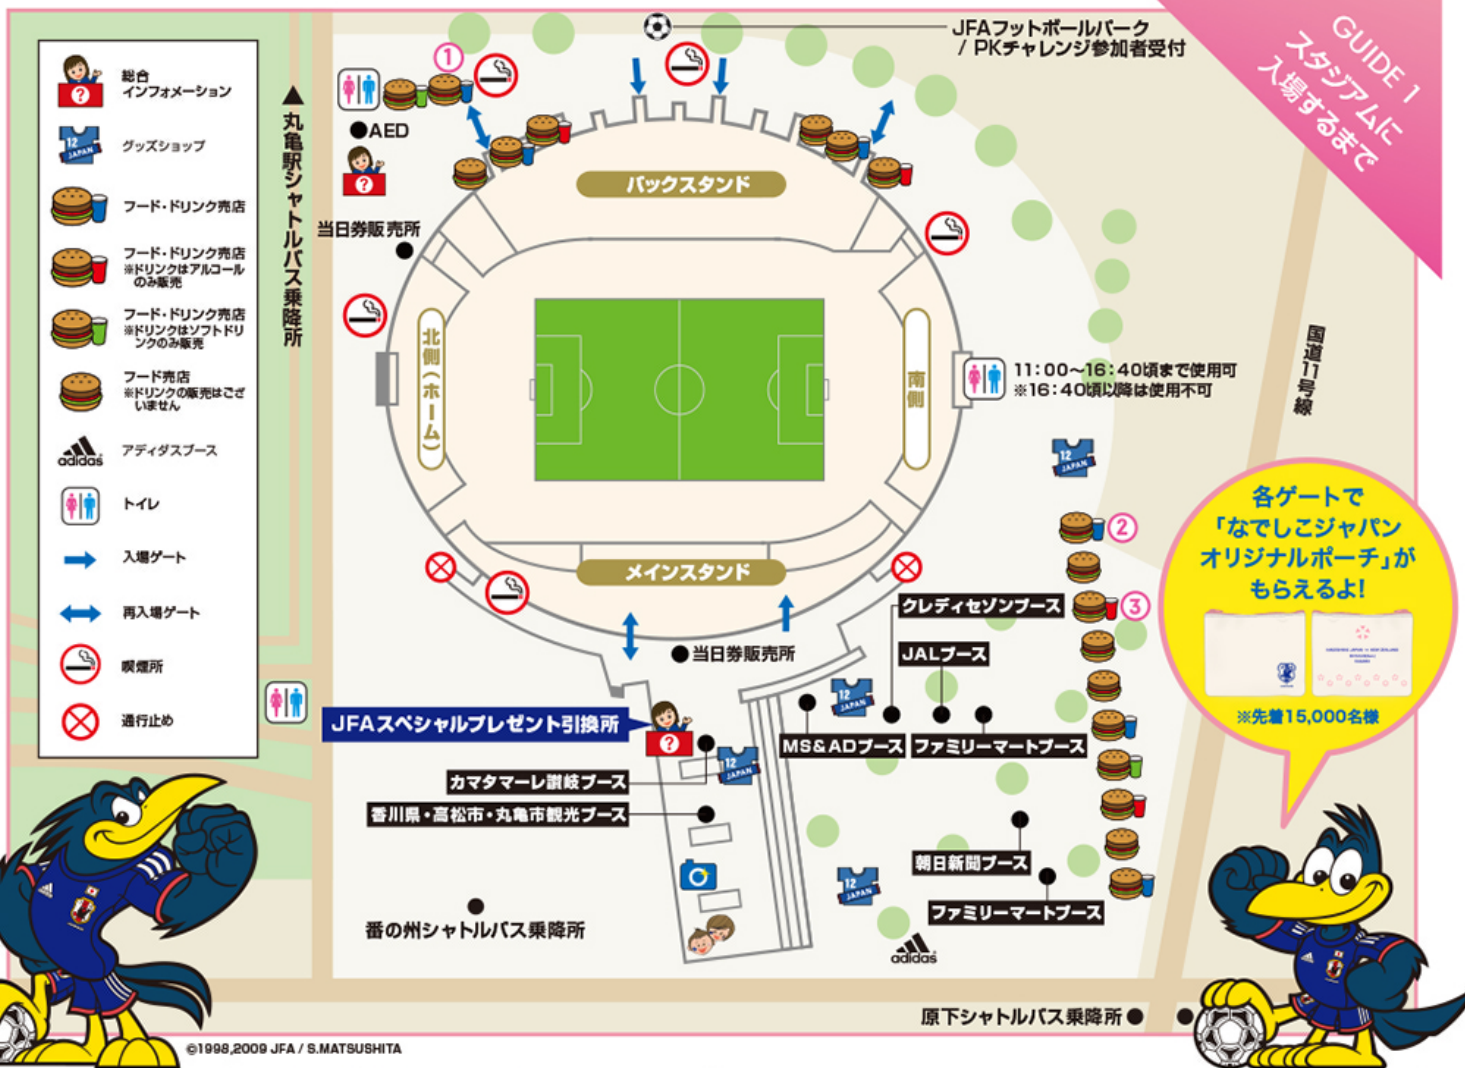 GUIDE 1
スタジアムに
入場するまで
総合
インフォメーション
グッズショップ
フード・ドリンク売店
フード・ドリンク売店
※ドリンクはアルコール
のみ販売
フード・ドリンク売店
※ドリンクはソフトドリ
ンクのみ販売
フード売店
※ドリンクの販売はござ
いません
adidas
アディダスブース
トイレ
入場ゲート
再入場ゲート
喫煙所
通行止め
12
JAPAN
?
▲丸亀駅シャトルバス乗降所
JFAフットボールパーク
/ PKチャレンジ参加者受付
①
AED
?
当日券販売所
バックスタンド
北側(ホーム)
南側
メインスタンド
11:00〜16:40頃まで使用可
※16:40頃以降は使用不可
国道11号線
12
JAPAN
②
③
当日券販売所
クレディセゾンブース
JALブース
12
JAPAN
MS&ADブース
ファミリーマートブース
JFAスペシャルプレゼント引換所
?
12
JAPAN
カマタマーレ讃岐ブース
香川県・高松市・丸亀市観光ブース
朝日新聞ブース
12
JAPAN
ファミリーマートブース
adidas
番の州シャトルバス乗降所
原下シャトルバス乗降所
各ゲートで
「なでしこジャパン
オリジナルポーチ」が
もらえるよ!
※先着15,000名様
©1998,2009 JFA / S.MATSUSHITA